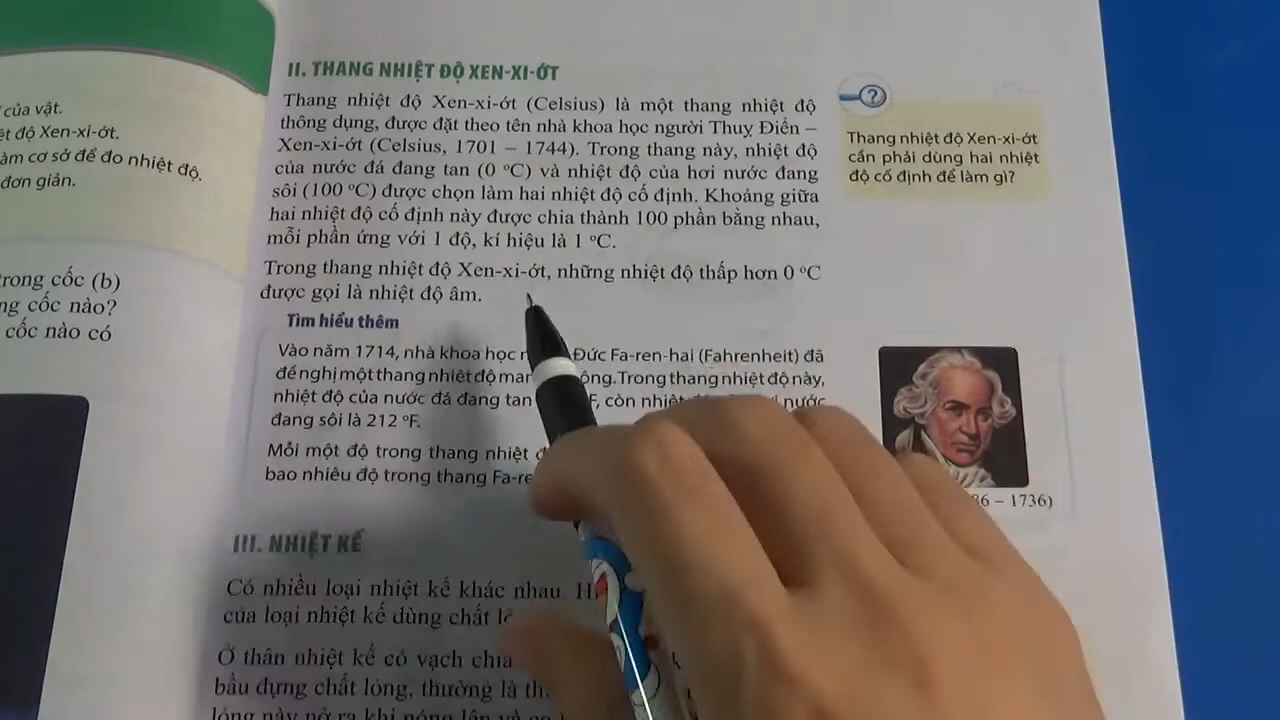 của vật.
ệt độ Xen-xi-ớt.
àm cơ sở để đo nhiệt độ.
đơn giản.
trong cốc (b)
ng cốc nào?
cốc nào có
II. THANG NHIỆT ĐỘ XEN-XI-ỚT
Thang nhiệt độ Xen-xi-ớt (Celsius) là một thang nhiệt độ
thông dụng, được đặt theo tên nhà khoa học người Thuỵ Điển –
Xen-xi-ớt (Celsius, 1701 – 1744). Trong thang này, nhiệt độ
của nước đá đang tan (0 °C) và nhiệt độ của hơi nước đang
sôi (100 °C) được chọn làm hai nhiệt độ cố định. Khoảng giữa
hai nhiệt độ cố định này được chia thành 100 phần bằng nhau,
mỗi phần ứng với 1 độ, kí hiệu là 1 °C.
Trong thang nhiệt độ Xen-xi-ớt, những nhiệt độ thấp hơn 0 °C
được gọi là nhiệt độ âm.
Tìm hiểu thêm
Vào năm 1714, nhà khoa học Đức Fa-ren-hai (Fahrenheit) đã
đề nghị một thang nhiệt độ ông. Trong thang nhiệt độ này,
nhiệt độ của nước đá đang tan F, còn nhiệt nước
đang sôi là 212 °F.
Mỗi một độ trong thang nhiệt
bao nhiêu độ trong thang Fa-re
III. NHIỆT KẾ
Có nhiều loại nhiệt kế khác nhau.
của loại nhiệt kế dùng chất
Ở thân nhiệt kế có vạch chia
bầu đựng chất lỏng, thường là
lỏng này nở ra khi nóng lên và
?
Thang nhiệt độ Xen-xi-ớt
cần phải dùng hai nhiệt
độ cố định để làm gì?
86 – 1736)